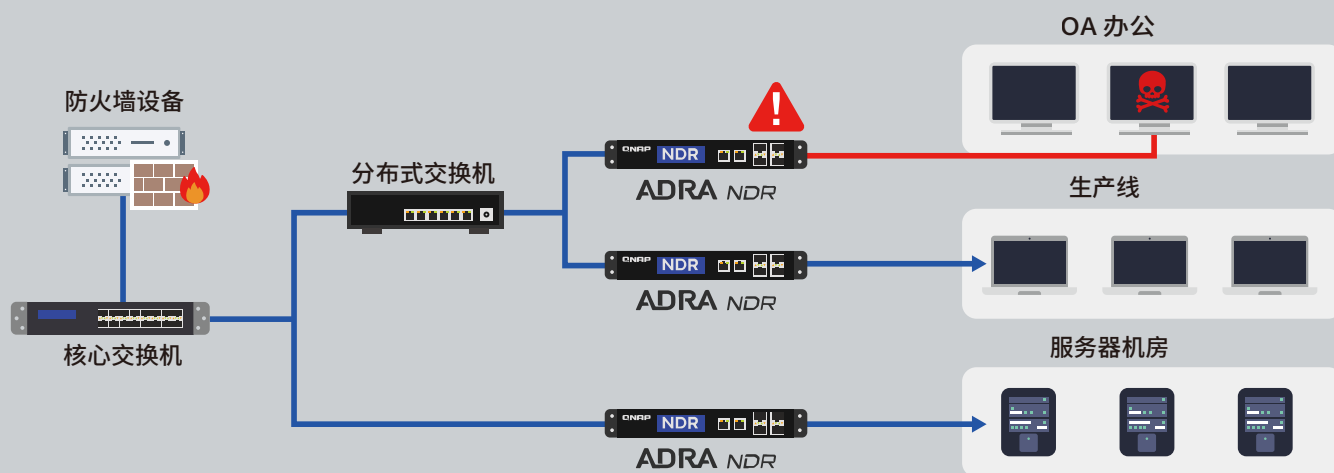 OA 办公
防火墙设备
QNAP NDR
ADRA NDR
分布式交换机
生产线
QNAP NDR
ADRA NDR
核心交换机
服务器机房
QNAP NDR
ADRA NDR